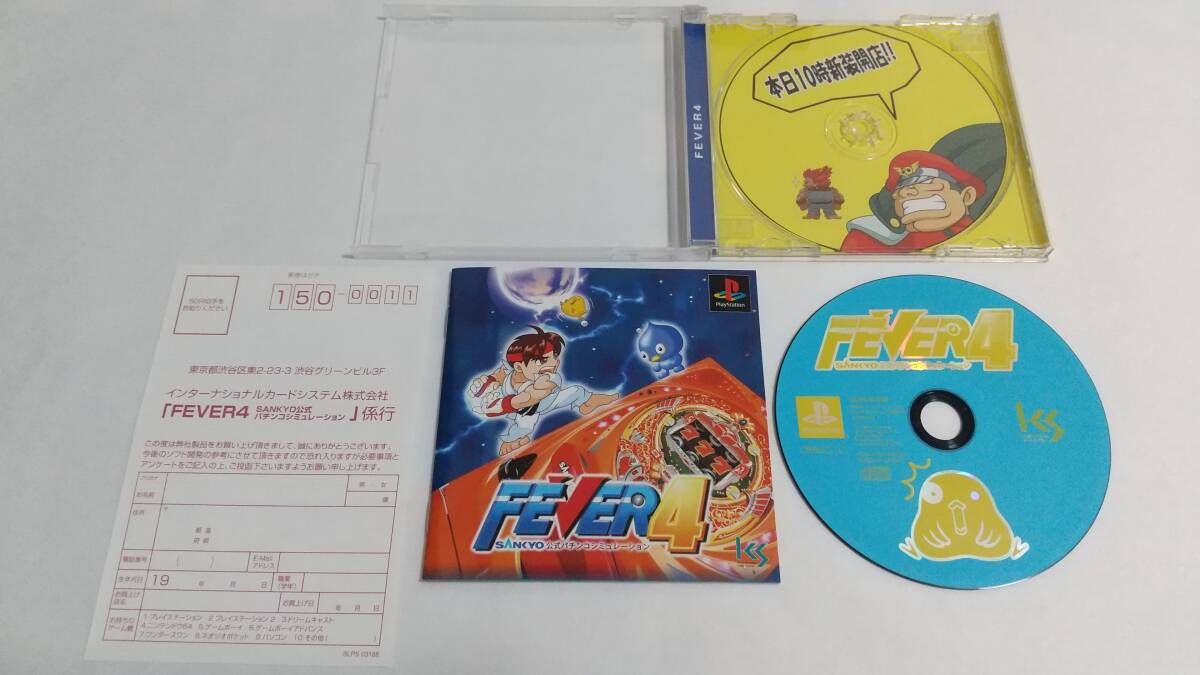 FEVER4
本日10時新装開店!!
郵便はがき
50円切手を
お貼りください
150-0011
東京都渋谷区東2-23-3 渋谷グリーンビル3F
インターナショナルカードシステム株式会社
「FEVER4 SANKYO公式
パチンコシミュレーション」係行
この度は弊社製品をお買い上げ頂きまして、誠にありがとうございます。
今後のソフト開発の参考にさせて頂きますので恐れ入りますが必要事項と
アンケートをご記入の上、ご投函下さいますようお願い申し上げます。
フリガナ
お名前
男・女
歳
住所
〒
都 道
府 県
電話番号
( )
E-Mail
アドレス
生年月日
19 年 月 日
職業
(学年)
お買上げ
店名
お買上げ日
年 月 日
お持ちの
ゲーム機
1.プレイステーション 2.プレイステーション2 3.ドリームキャスト
4.ニンテンドウ64 5.ゲームボーイ 6.ゲームボーイアドバンス
7.ワンダースワン 8.ネオジオポケット 9.パソコン 10.その他( )
SLPS 03188
PlayStation
FEVER4
SANKYO公式パチンコシミュレーション
ics
FEVER4
SANKYO公式パチンコシミュレーション
ics